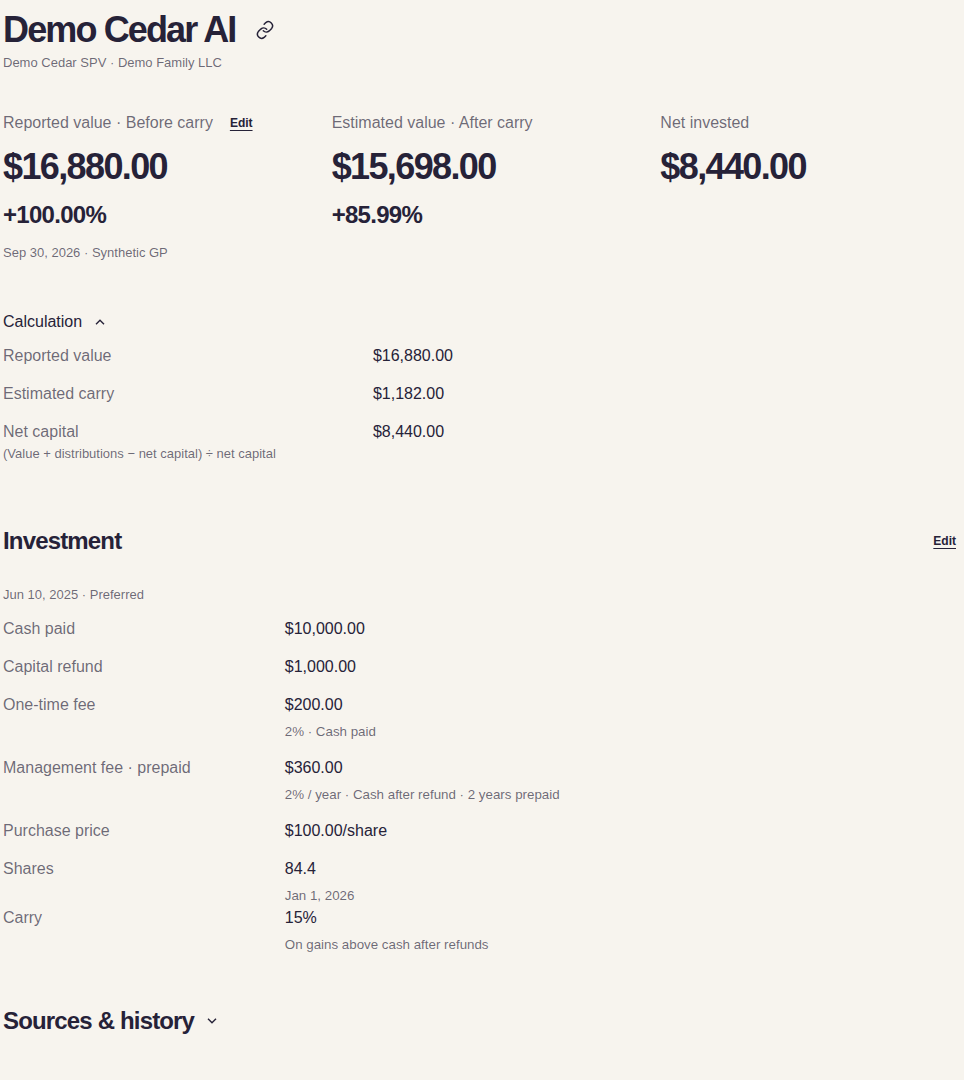 Demo Cedar AI
Demo Cedar SPV · Demo Family LLC
Reported value · Before carry Edit
$16,880.00
+100.00%
Sep 30, 2026 · Synthetic GP
Estimated value · After carry
$15,698.00
+85.99%
Net invested
$8,440.00
Calculation
Reported value $16,880.00
Estimated carry $1,182.00
Net capital $8,440.00
(Value + distributions − net capital) ÷ net capital
Investment Edit
Jun 10, 2025 · Preferred
Cash paid $10,000.00
Capital refund $1,000.00
One-time fee $200.00
2% · Cash paid
Management fee · prepaid $360.00
2% / year · Cash after refund · 2 years prepaid
Purchase price $100.00/share
Shares 84.4
Jan 1, 2026
Carry 15%
On gains above cash after refunds
Sources & history